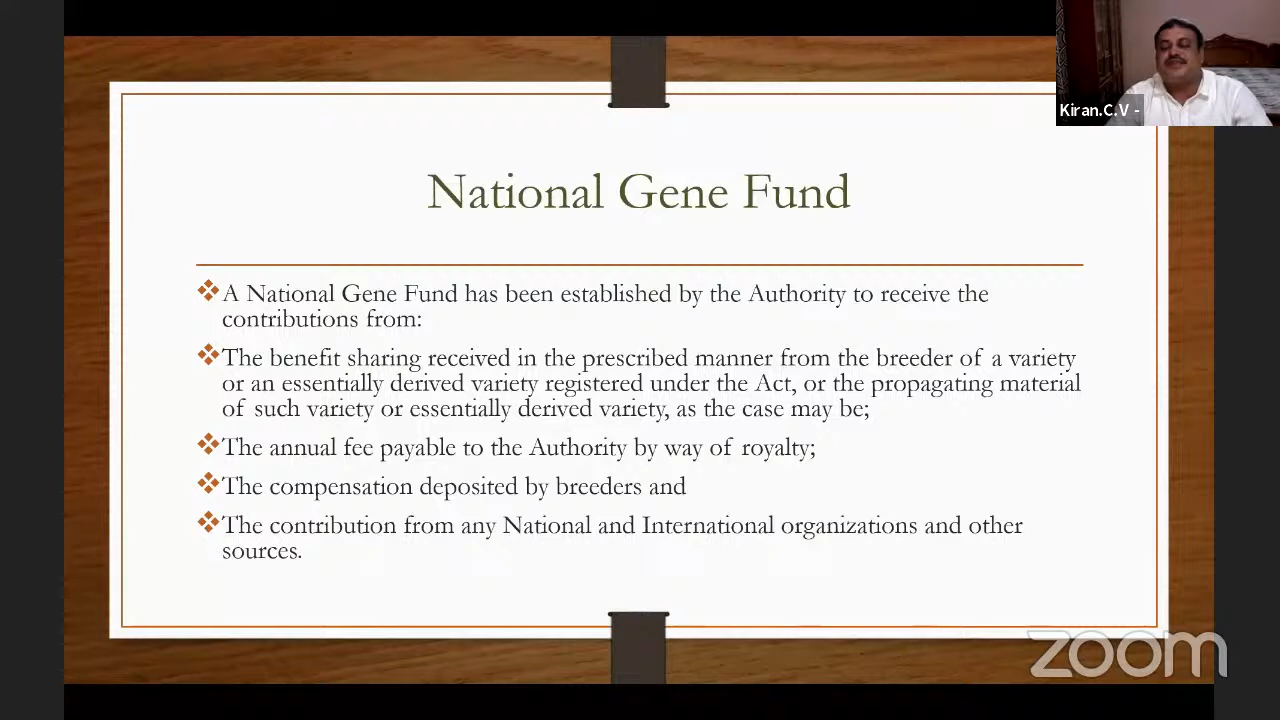 Kiran.C.V -
National Gene Fund
A National Gene Fund has been established by the Authority to receive the
contributions from:
The benefit sharing received in the prescribed manner from the breeder of a variety
or an essentially derived variety registered under the Act, or the propagating material
of such variety or essentially derived variety, as the case may be;
The annual fee payable to the Authority by way of royalty;
The compensation deposited by breeders and
The contribution from any National and International organizations and other
sources.
zoom